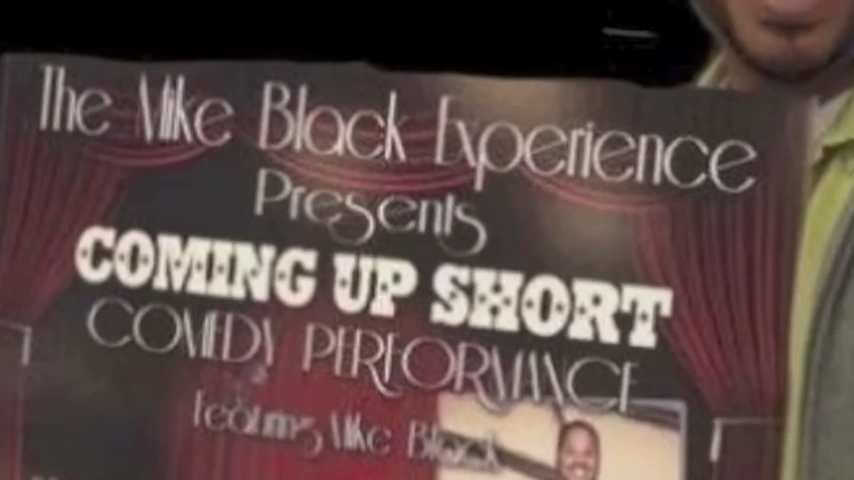 The Mike Black Experience
Presents
COMING UP SHORT
COMEDY PERFORMANCE
Featuring Mike Black